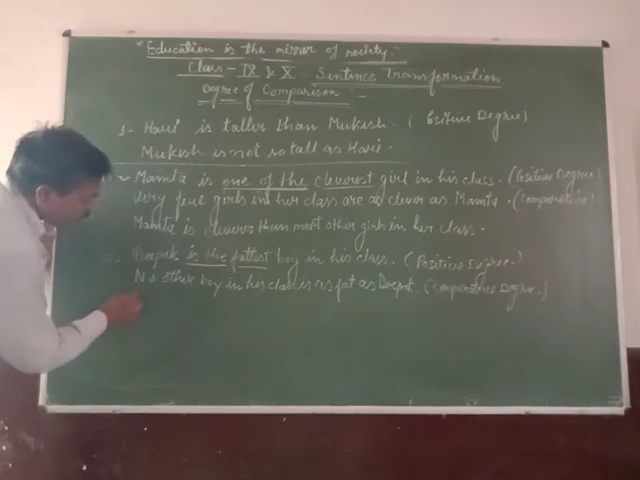 "Education is the mirror of society."
Class - IX & X - Sentence Transformation
Degree of Comparison -
1- Hari is taller than Mukesh. (Positive Degree)
Mukesh is not so tall as Hari.
Mamta is one of the cleverest girl in his class. (Positive Degree)
Very few girls in her class are as clever as Mamta. (Comparative)
Mamta is cleverer than most other girls in her class.
Deepak is the fattest boy in his class. (Positive Degree.)
No other boy in his class is as fat as Deepak. (Comparative Degree.)